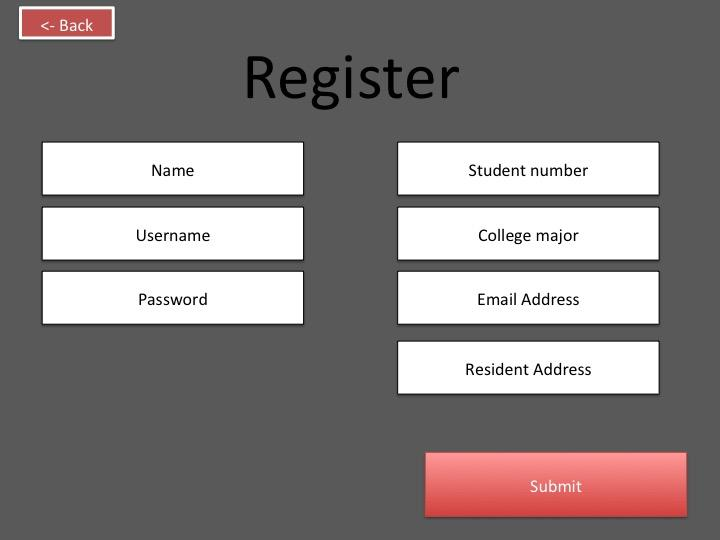 <- Back
Register
Name
Username
Password
Student number
College major
Email Address
Resident Address
Submit